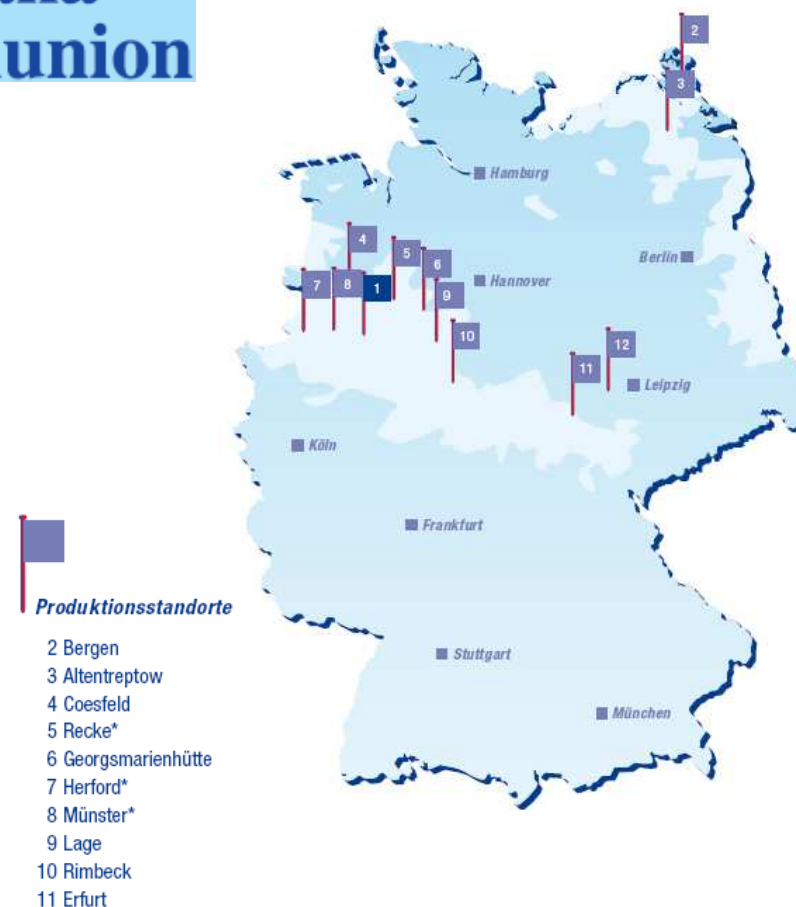 union
2
3
Hamburg
4
5
6
Berlin
7
8
1
9
Hannover
10
12
11
Leipzig
Köln
Frankfurt
Produktionsstandorte
2 Bergen
Stuttgart
3 Altentreptow
4 Coesfeld
München
5 Recke*
6 Georgsmarienhütte
7 Herford*
8 Münster*
9 Lage
10 Rimbeck
11 Erfurt